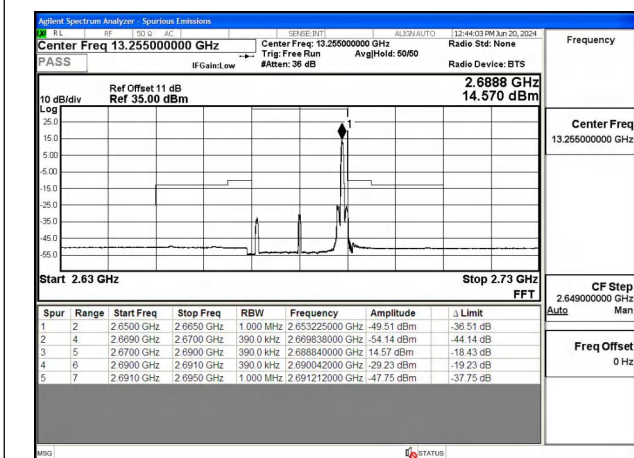 Agilent Spectrum Analyzer - Spurious Emissions
RL RF 50 Ω AC SENSE:INT ALIGN AUTO 12:44:03 PM Jun 20, 2024
Center Freq 13.255000000 GHz Center Freq: 13.255000000 GHz Radio Std: None Frequency
Trig: Free Run Avg|Hold: 50/50
PASS IFGain:Low #Atten: 36 dB Radio Device: BTS
2.6888 GHz
14.570 dBm
Ref Offset 11 dB
10 dB/div Ref 35.00 dBm
Log
25.0
15.0
5.00
-5.00
-15.0
-25.0
-35.0
-45.0
-55.0
1
Center Freq
13.255000000 GHz
Start 2.63 GHz Stop 2.73 GHz
FFT
CF Step
2.649000000 GHz
Auto Man
Freq Offset
0 Hz
Spur Range Start Freq Stop Freq RBW Frequency Amplitude Δ Limit
1 2 2.6500 GHz 2.6650 GHz 1.000 MHz 2.653225000 GHz -49.51 dBm -36.51 dB
2 4 2.6690 GHz 2.6700 GHz 390.0 kHz 2.669838000 GHz -54.14 dBm -44.14 dB
3 5 2.6700 GHz 2.6900 GHz 390.0 kHz 2.688840000 GHz 14.57 dBm -18.43 dB
4 6 2.6900 GHz 2.6910 GHz 390.0 kHz 2.690042000 GHz -29.23 dBm -19.23 dB
5 7 2.6910 GHz 2.6950 GHz 1.000 MHz 2.691212000 GHz -47.75 dBm -37.75 dB
MSG STATUS